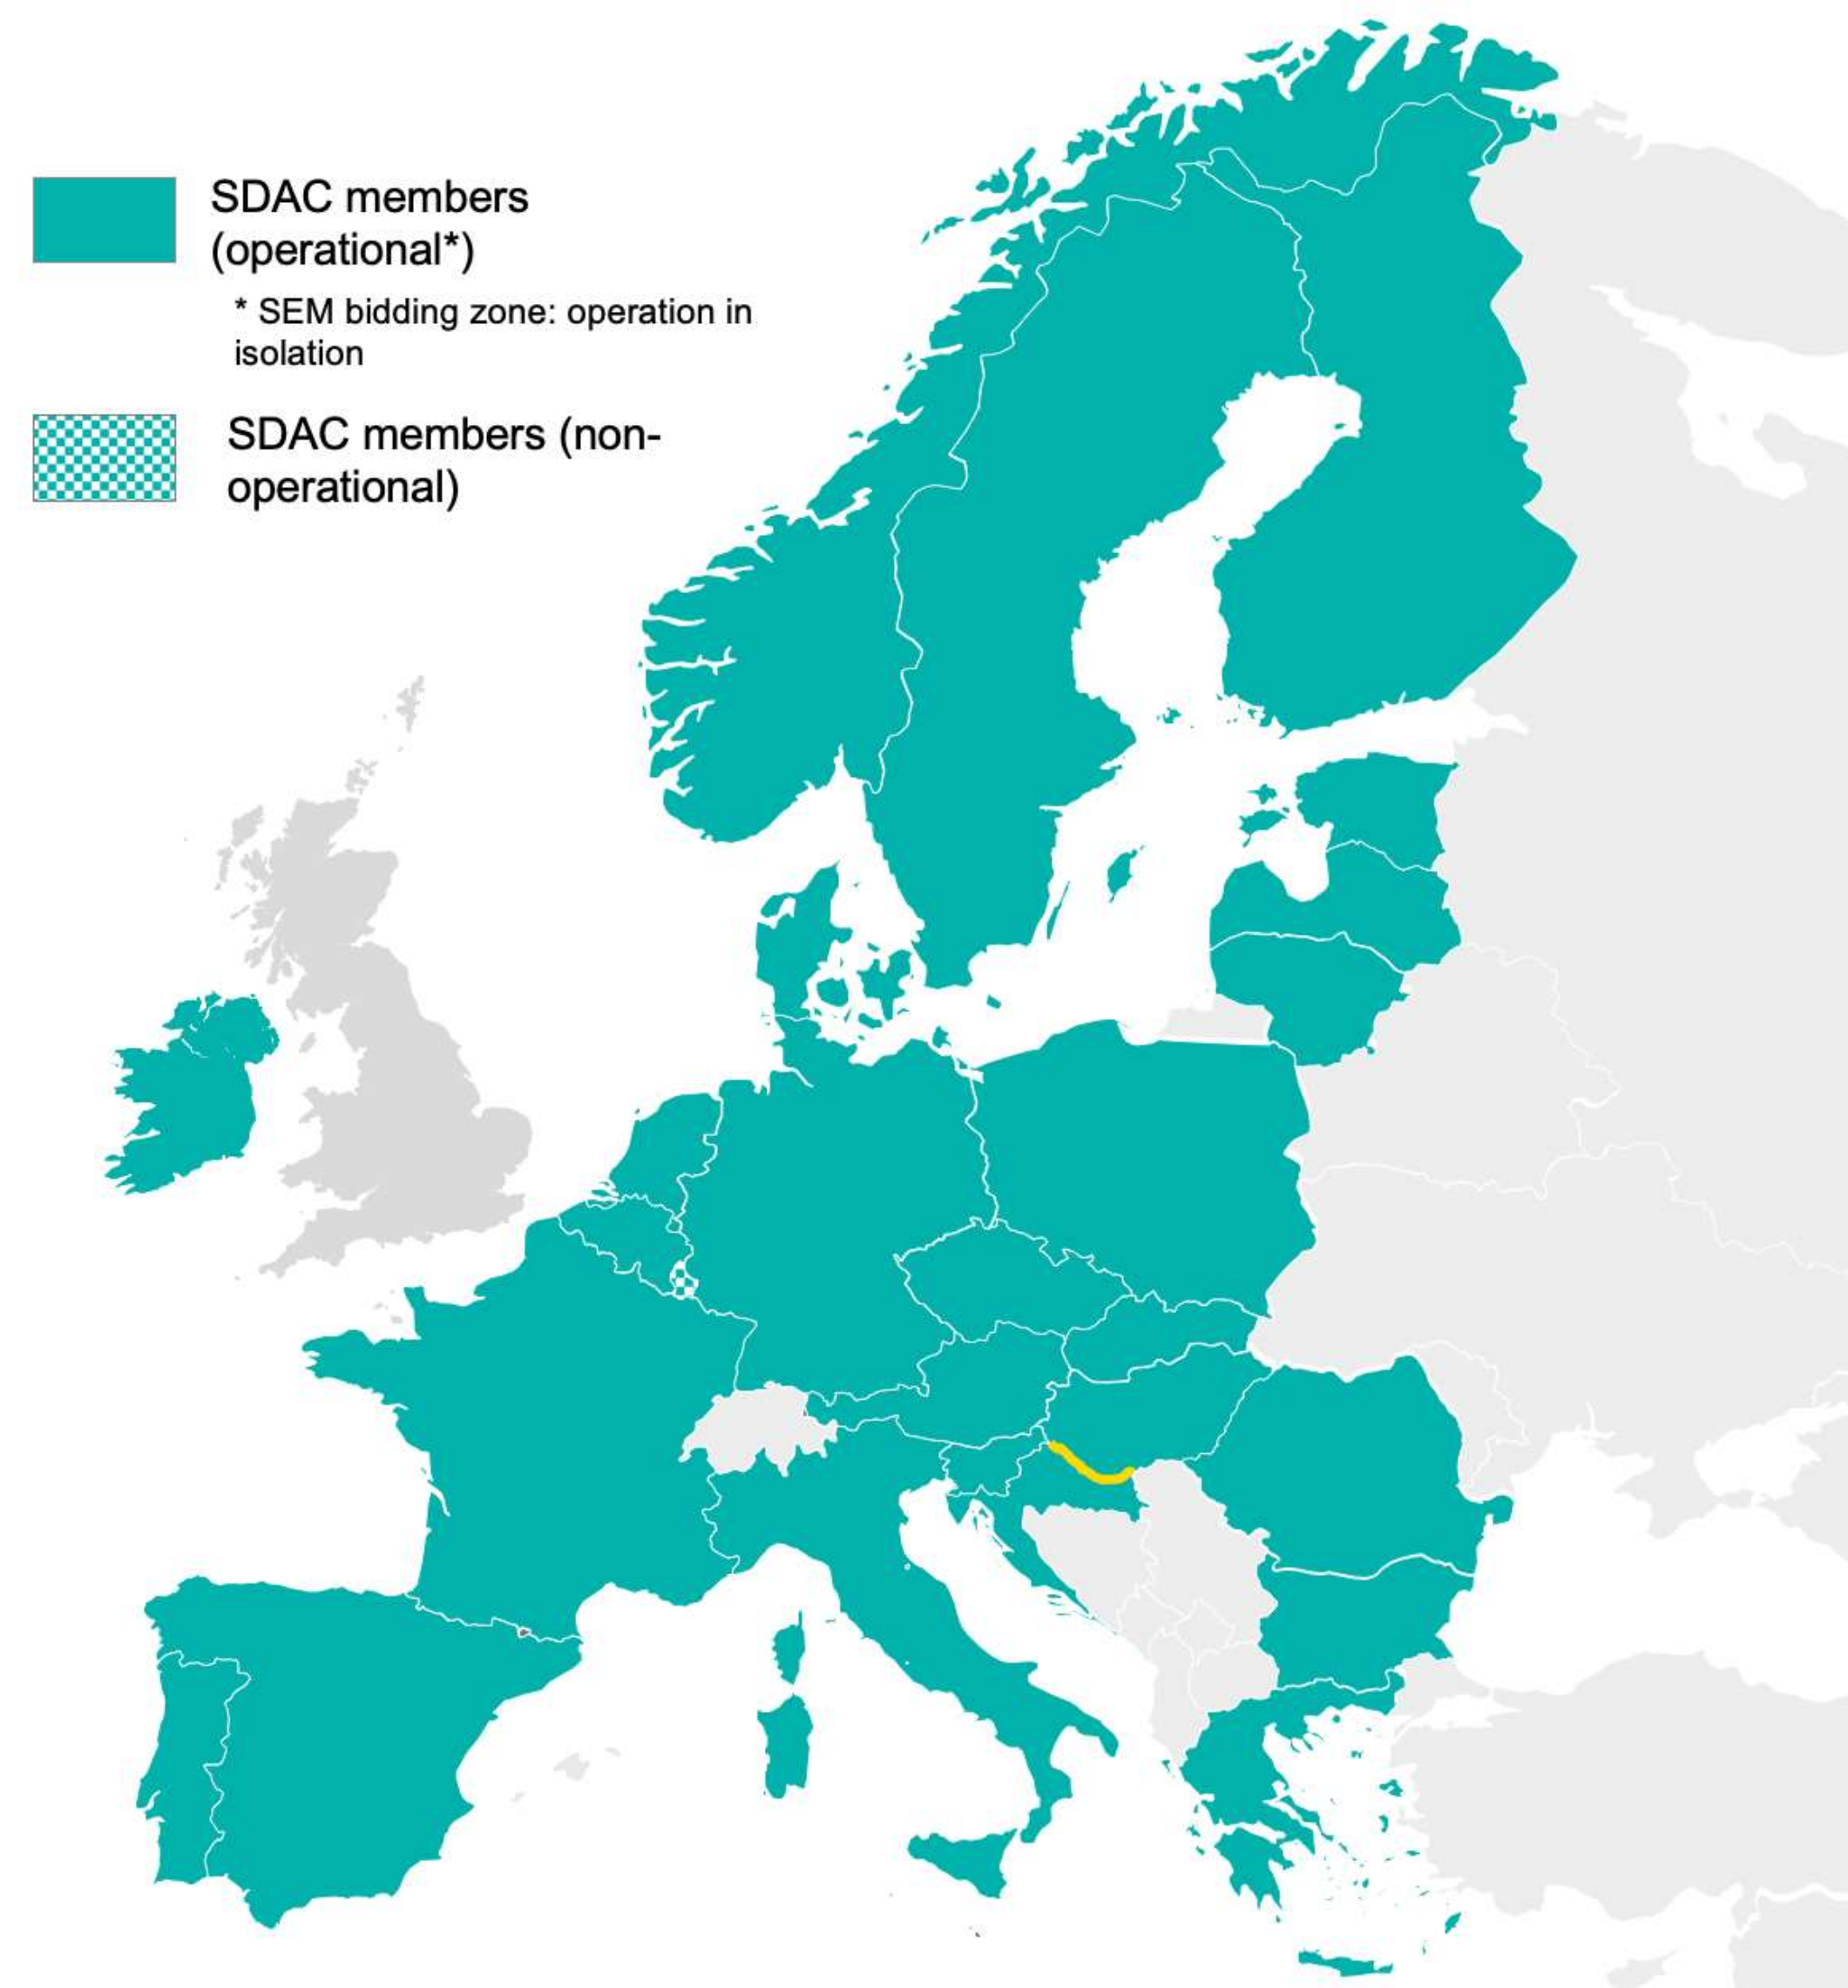 SDAC members
(operational*)
* SEM bidding zone: operation in
isolation
SDAC members (non-
operational)